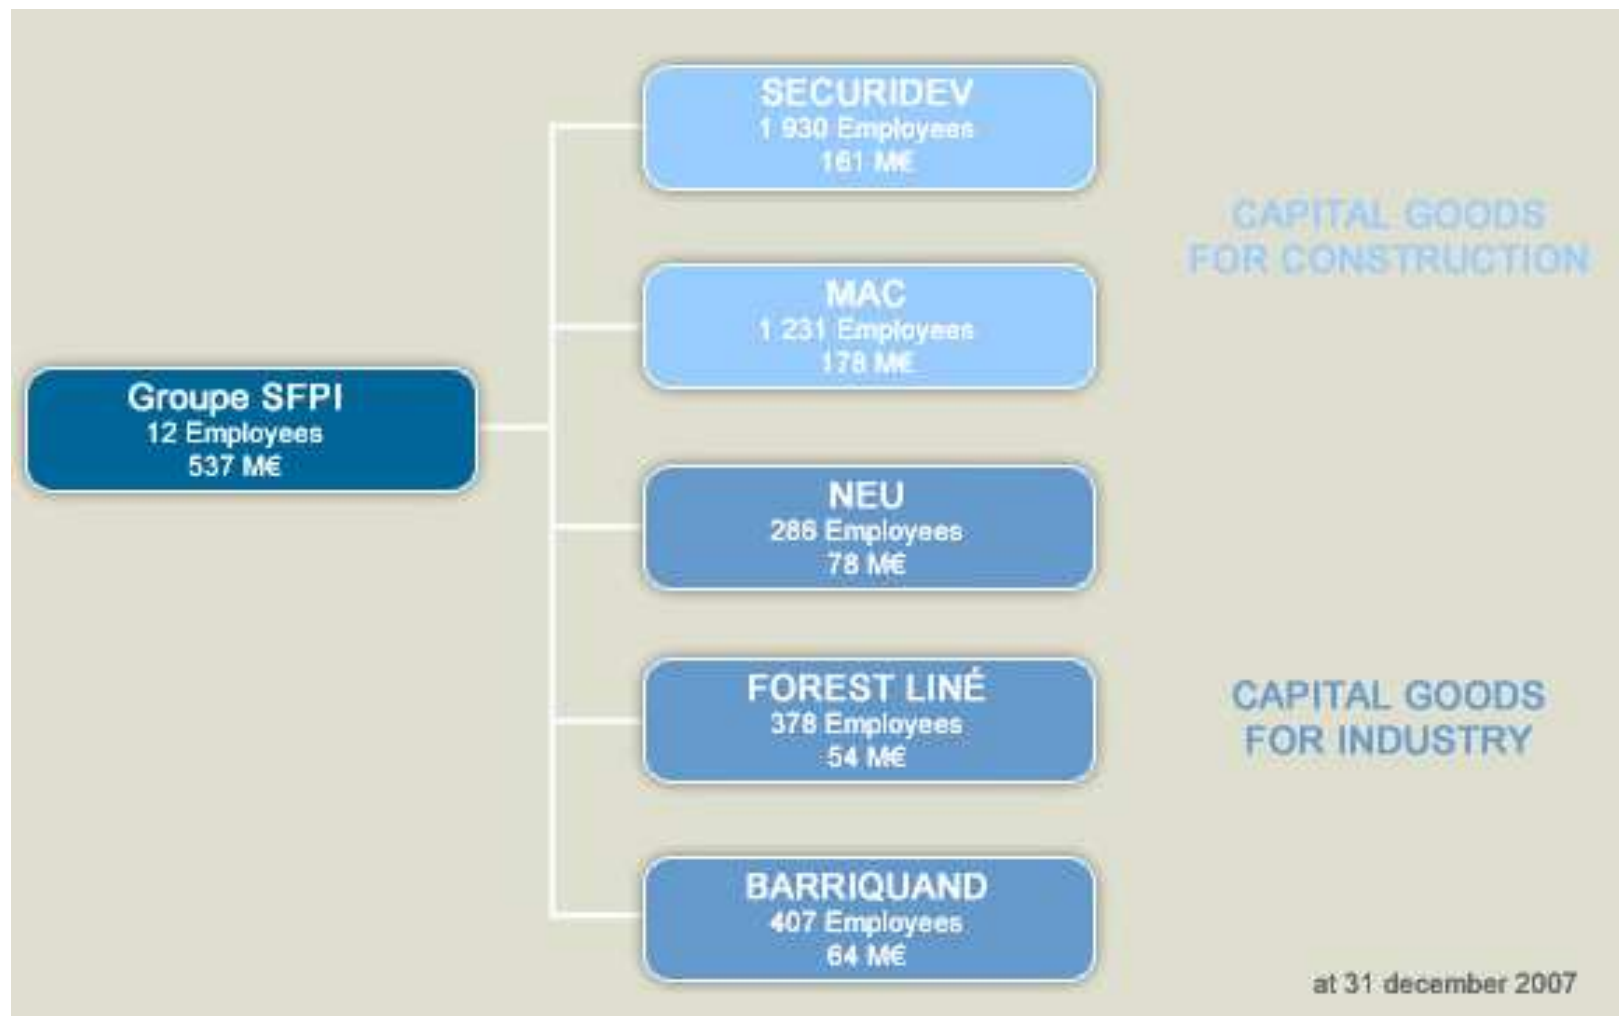 SECURIDEV
1 930 Employees
161 M€
CAPITAL GOODS
FOR CONSTRUCTION
MAC
1 231 Employees
178 M€
Groupe SFPI
12 Employees
537 M€
NEU
286 Employees
78 M€
FOREST LINÉ
378 Employees
54 M€
CAPITAL GOODS
FOR INDUSTRY
BARRIQUAND
407 Employees
64 M€
at 31 december 2007